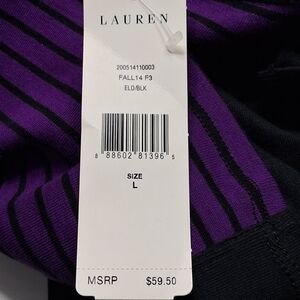 LAUREN
200514110003
FALL14 F3
ELD/BLK
8 88602 81396 5
SIZE
L
MSRP $59.50